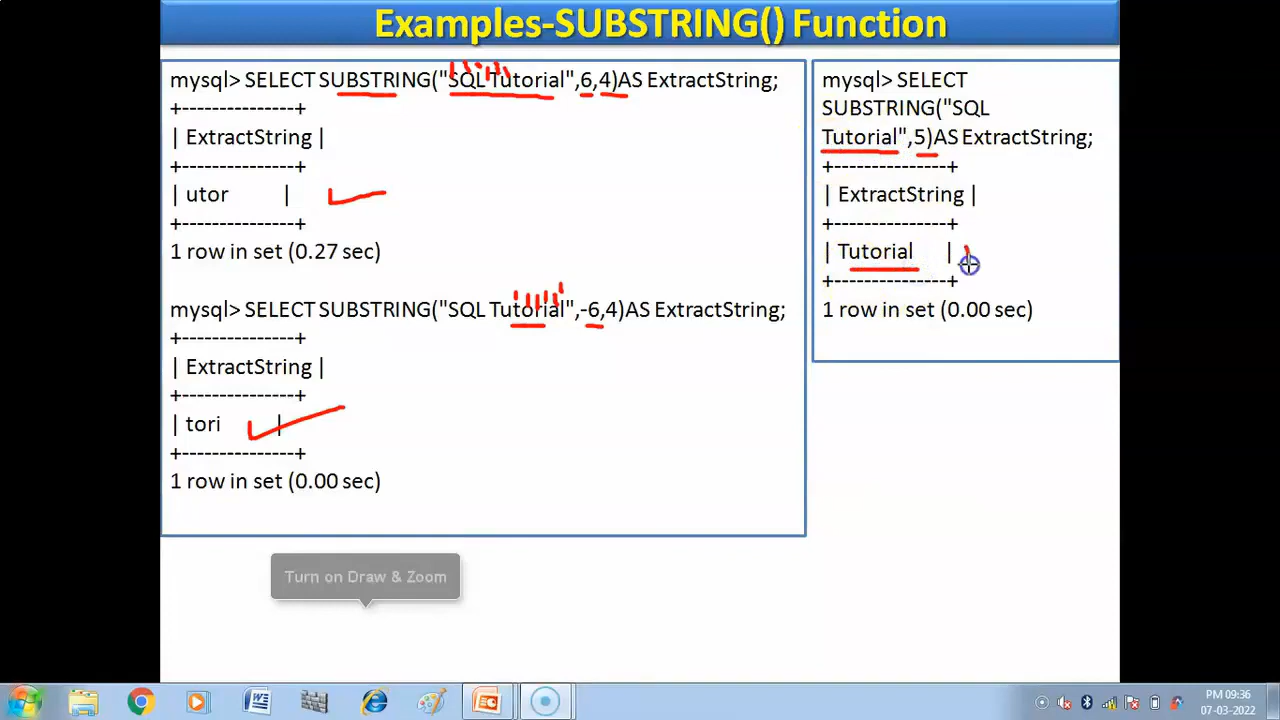 Examples-SUBSTRING() Function
mysql> SELECT SUBSTRING("SQL Tutorial",6,4)AS ExtractString;
+---------------+
| ExtractString |
+---------------+
| utor |
+---------------+
1 row in set (0.27 sec)
mysql> SELECT SUBSTRING("SQL Tutorial",-6,4)AS ExtractString;
+---------------+
| ExtractString |
+---------------+
| tori |
+---------------+
1 row in set (0.00 sec)
mysql> SELECT
SUBSTRING("SQL
Tutorial",5)AS ExtractString;
+---------------+
| ExtractString |
+---------------+
| Tutorial |
+---------------+
1 row in set (0.00 sec)
Turn on Draw & Zoom
PM 09:36
07-03-2022